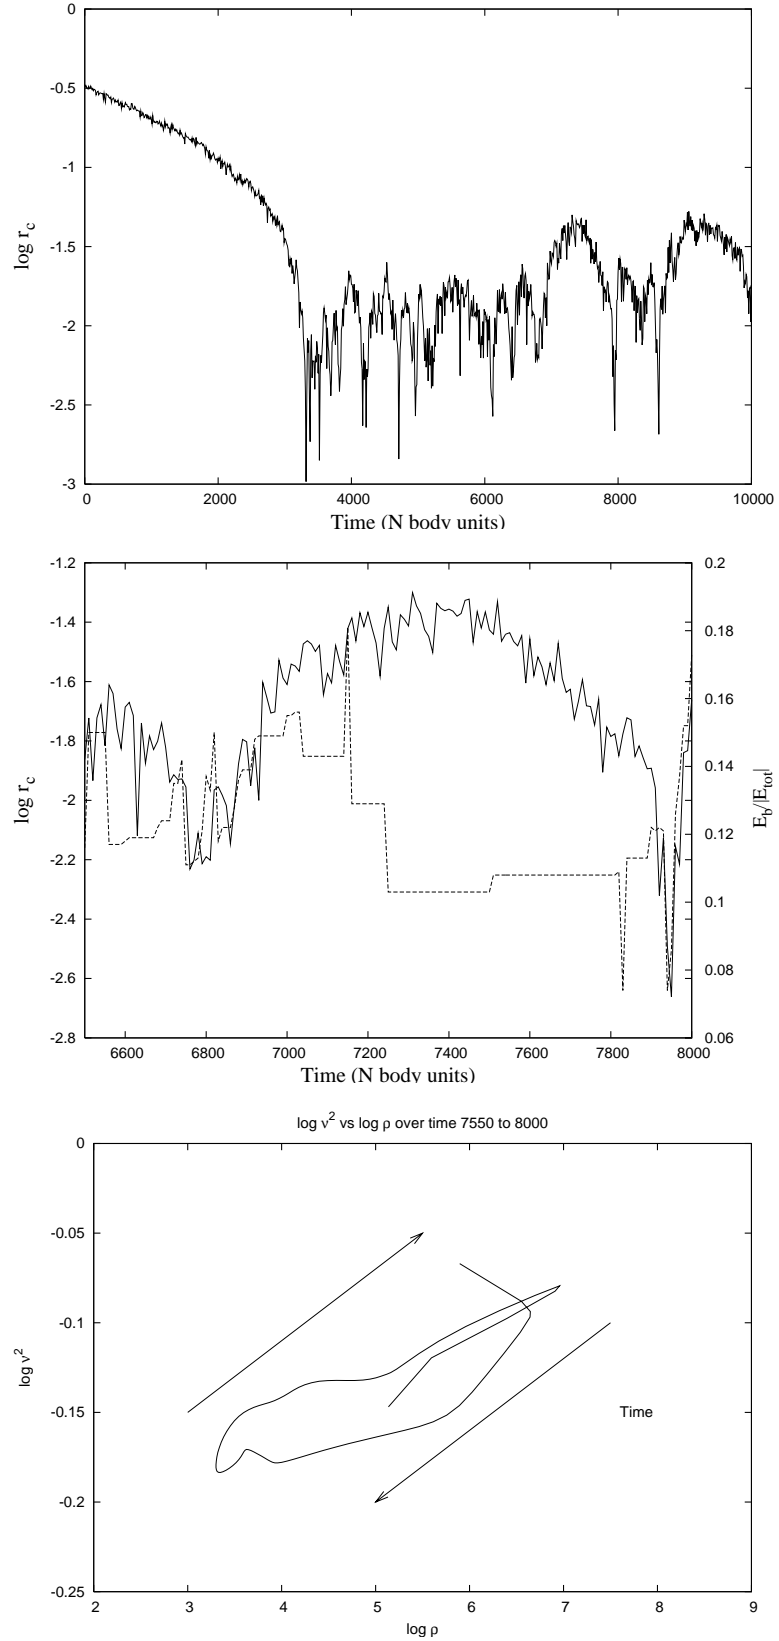 0
-0.5
-1
-1.5
-2
-2.5
-3
log r_c
0 2000 4000 6000 8000 10000
Time (N body units)
-1.2
-1.4
-1.6
-1.8
-2
-2.2
-2.4
-2.6
-2.8
log r_c
0.2
0.18
0.16
0.14
0.12
0.1
0.08
0.06
E_b/|E_tot|
6600 6800 7000 7200 7400 7600 7800 8000
Time (N body units)
log ν² vs log ρ over time 7550 to 8000
0
-0.05
-0.1
-0.15
-0.2
-0.25
log ν²
Time
2 3 4 5 6 7 8 9
log ρ